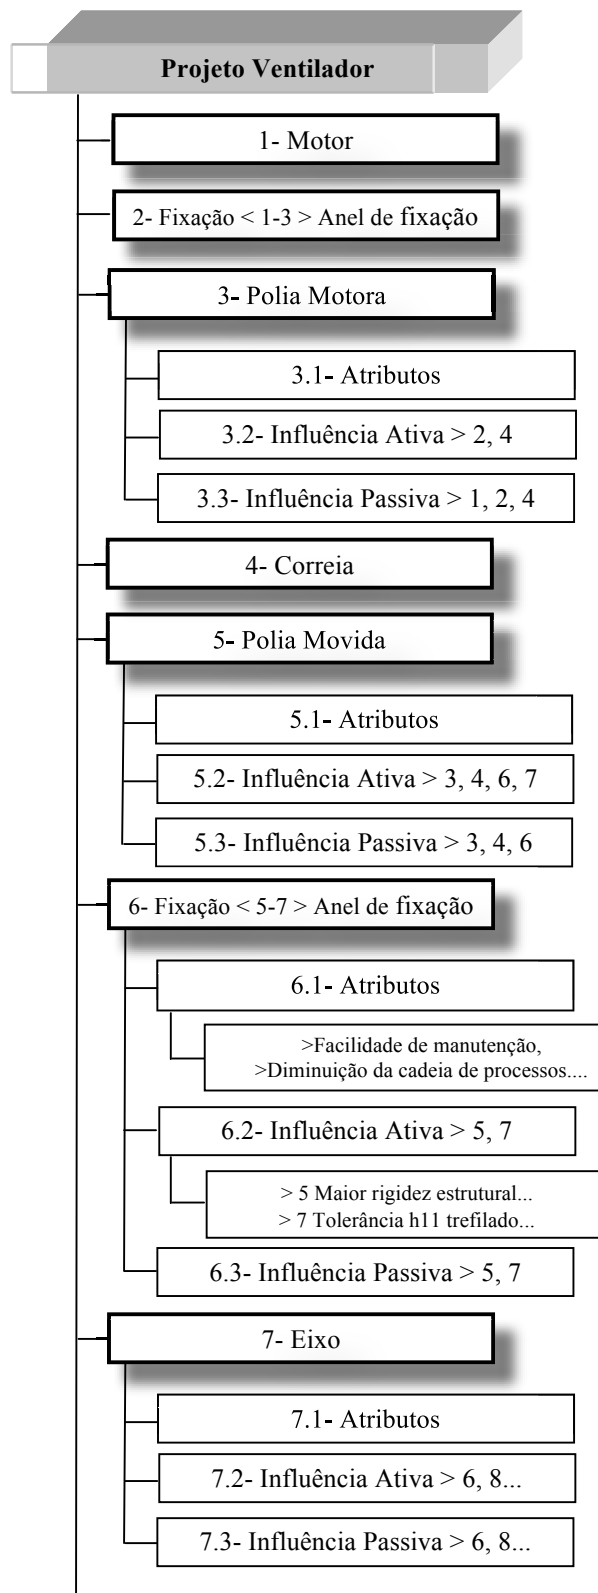 Projeto Ventilador
1- Motor
2- Fixação < 1-3 > Anel de fixação
3- Polia Motora
3.1- Atributos
3.2- Influência Ativa > 2, 4
3.3- Influência Passiva > 1, 2, 4
4- Correia
5- Polia Movida
5.1- Atributos
5.2- Influência Ativa > 3, 4, 6, 7
5.3- Influência Passiva > 3, 4, 6
6- Fixação < 5-7 > Anel de fixação
6.1- Atributos
>Facilidade de manutenção,
>Diminuição da cadeia de processos....
6.2- Influência Ativa > 5, 7
> 5 Maior rigidez estrutural...
> 7 Tolerância h11 trefilado...
6.3- Influência Passiva > 5, 7
7- Eixo
7.1- Atributos
7.2- Influência Ativa > 6, 8...
7.3- Influência Passiva > 6, 8...